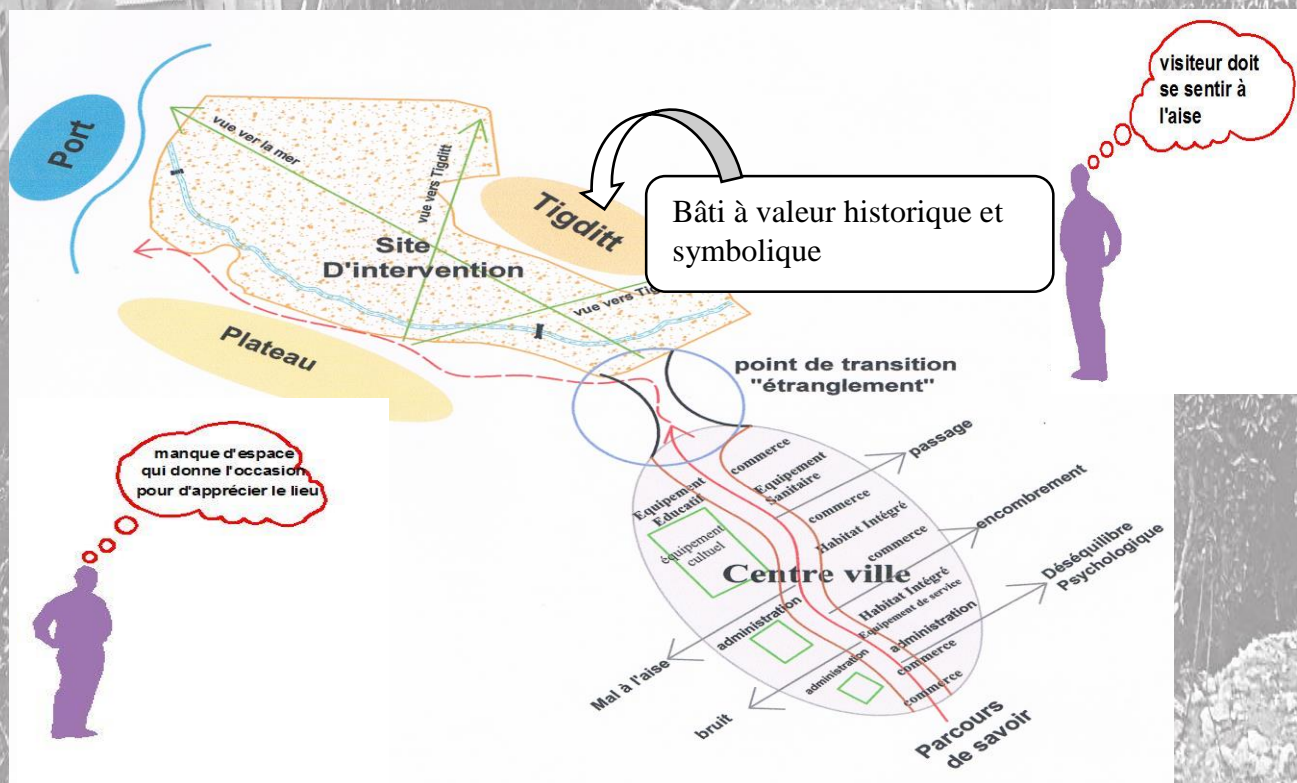 visiteur doit
se sentir à
l'aise
Port
vue ver la mer
vue vers Tigditt
Tigditt
Bâti à valeur historique et
symbolique
Site
D'intervention
vue vers Tig
Plateau
point de transition
"étranglement"
manque d'espace
qui donne l'occasion
pour d'apprécier le lieu
commerce
passage
Equipement
Sanitaire
Equipement
Educatif
commerce
encombrement
Habitat Intégré
équipement
cultuel
commerce
Centre ville
Déséquilibre
Psychologique
Habitat Intégré
Equipement de service
administration
administration
Mal à l'aise
commerce
administration
commerce
bruit
Parcours
de savoir